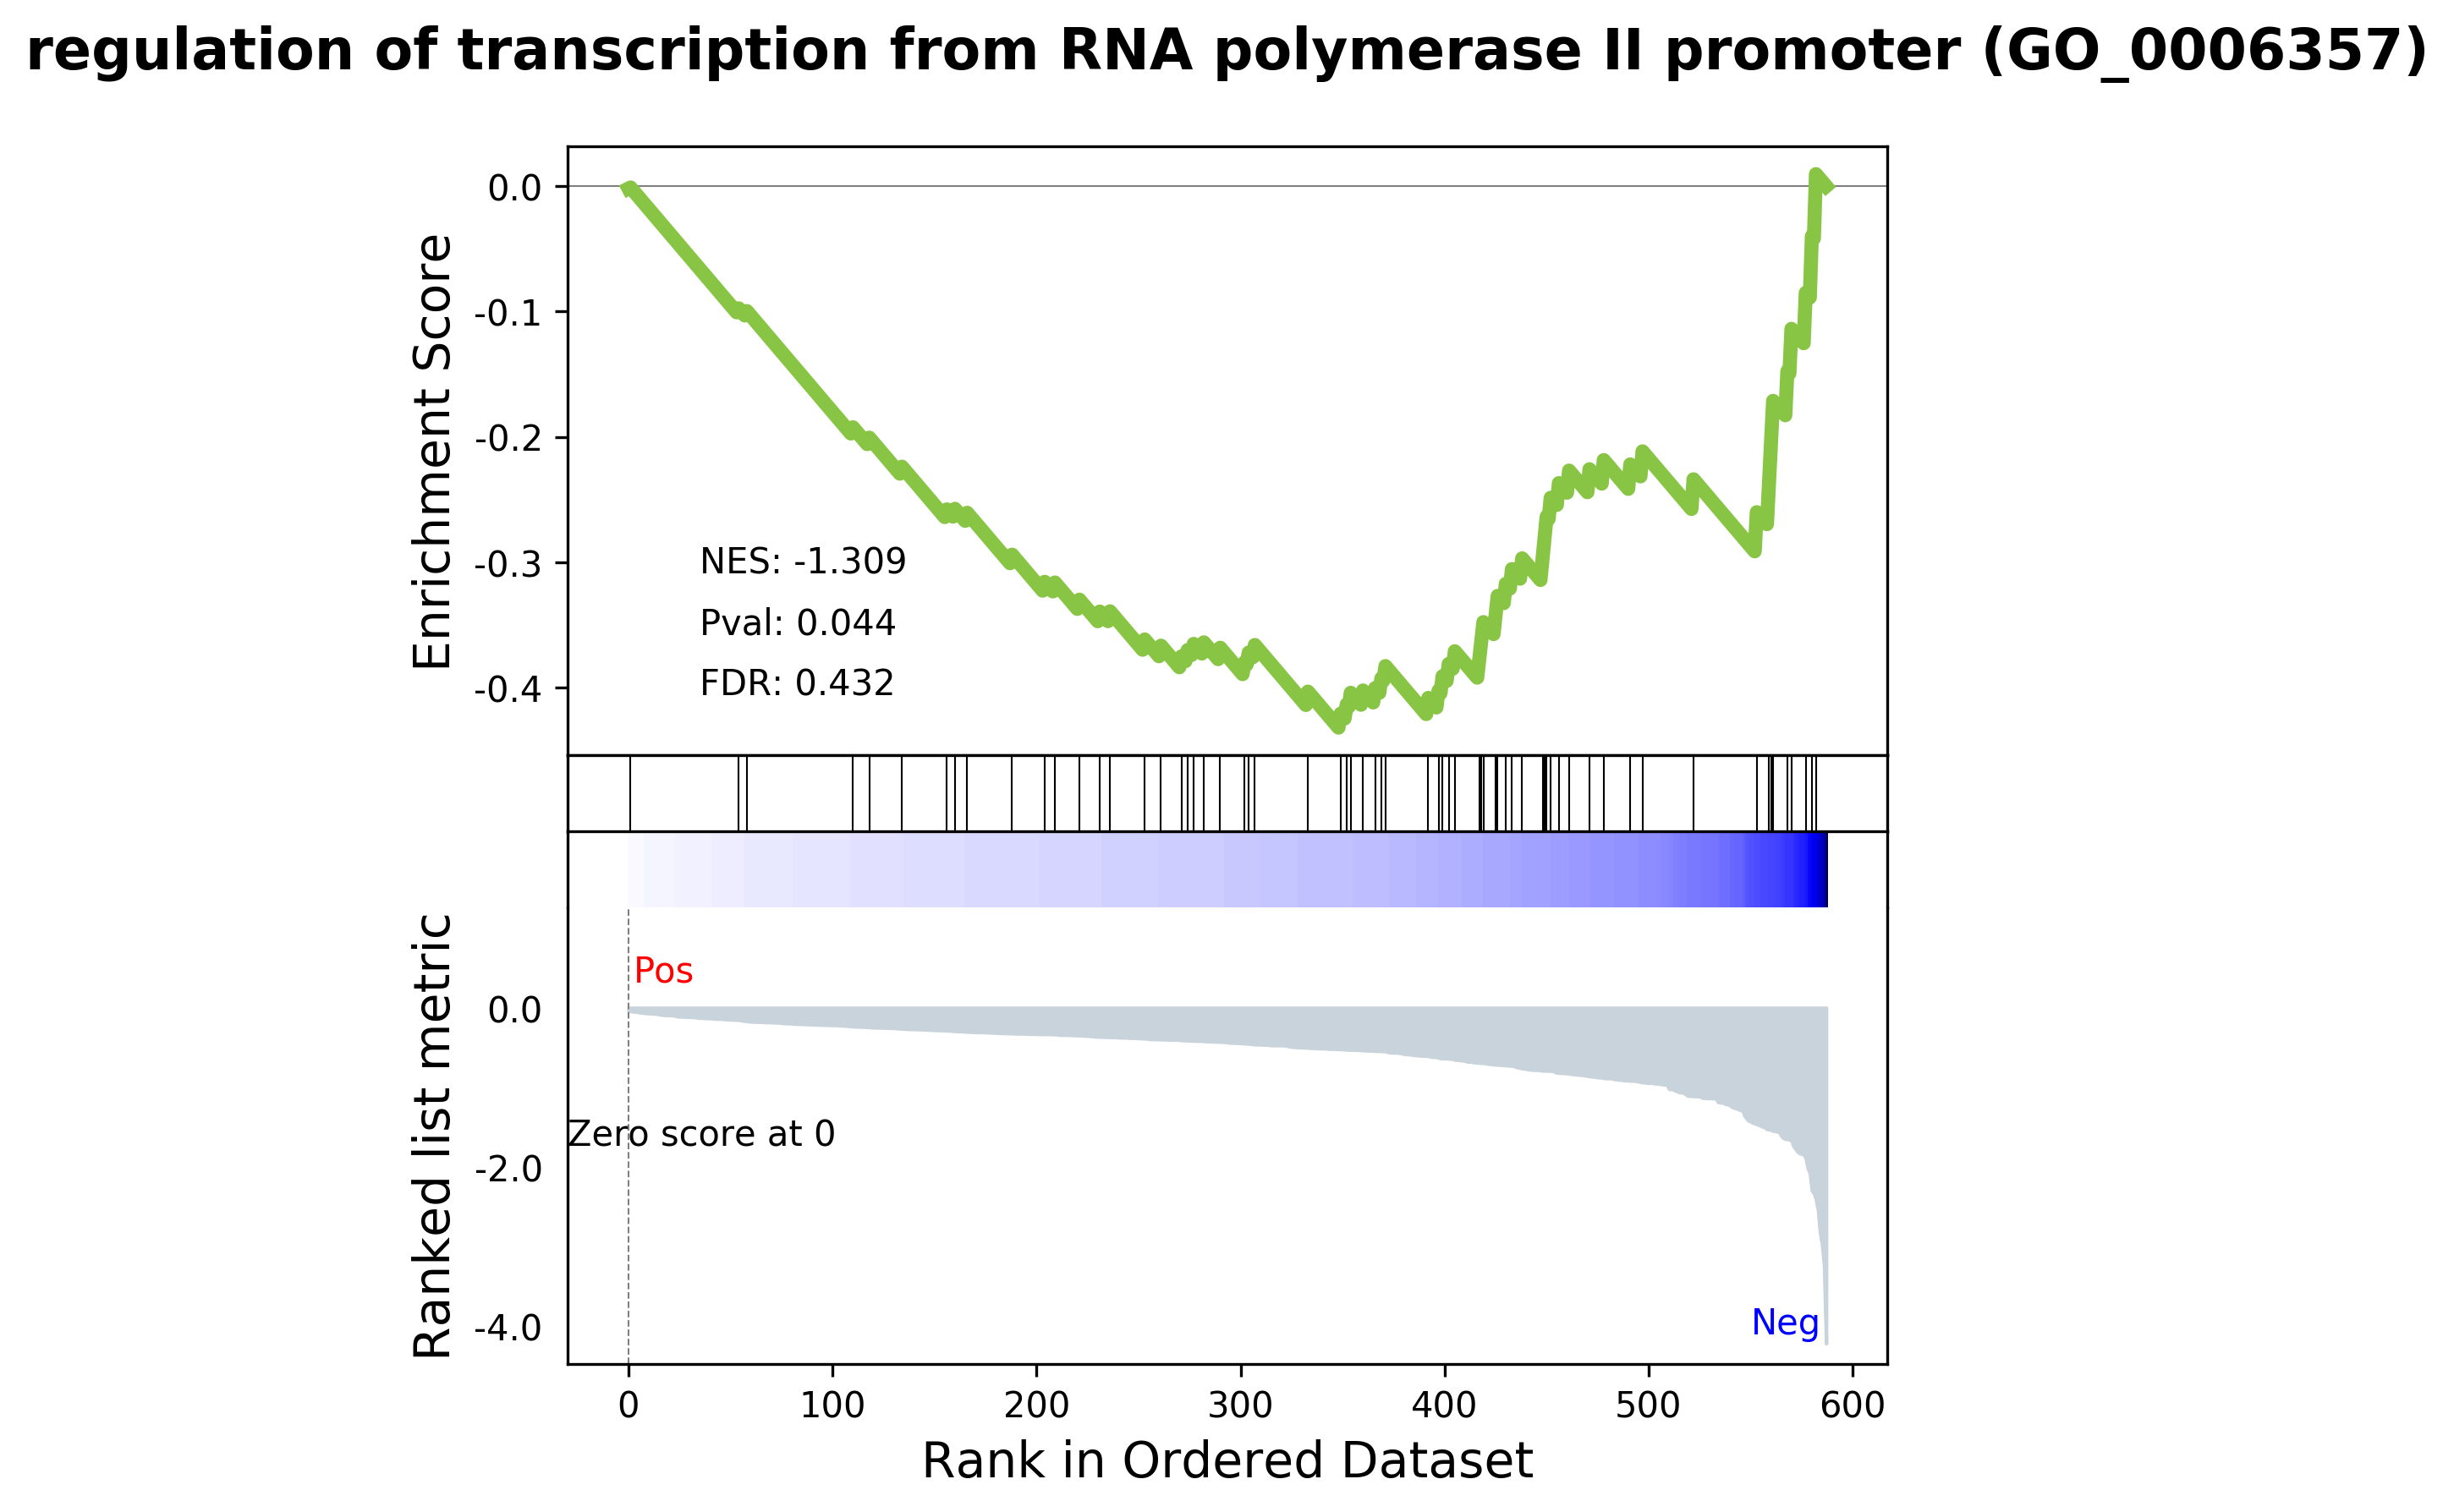 regulation of transcription from RNA polymerase II promoter (GO_0006357)
Enrichment Score
0.0
-0.1
-0.2
-0.3
-0.4
NES: -1.309
Pval: 0.044
FDR: 0.432
Ranked list metric
Pos
0.0
Zero score at 0
-2.0
-4.0
Neg
0 100 200 300 400 500 600
Rank in Ordered Dataset